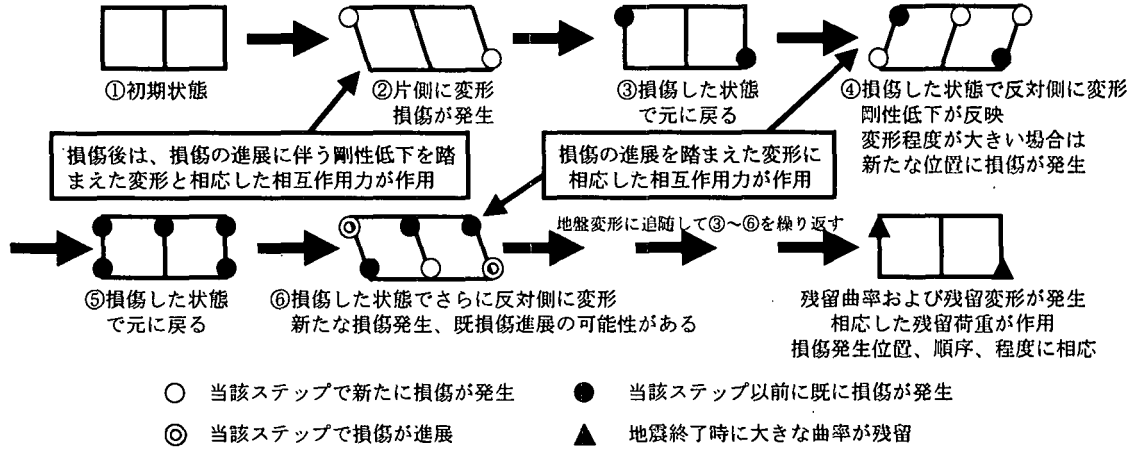 ①初期状態
②片側に変形
損傷が発生
③損傷した状態
で元に戻る
④損傷した状態で反対側に変形
剛性低下が反映
変形程度が大きい場合は
新たな位置に損傷が発生
損傷後は、損傷の進展に伴う剛性低下を踏
まえた変形と相応した相互作用力が作用
損傷の進展を踏まえた変形に
相応した相互作用力が作用
地盤変形に追随して③～⑥を繰り返す
⑤損傷した状態
で元に戻る
⑥損傷した状態でさらに反対側に変形
新たな損傷発生、既損傷進展の可能性がある
残留曲率および残留変形が発生
相応した残留荷重が作用
損傷発生位置、順序、程度に相応
○ 当該ステップで新たに損傷が発生
● 当該ステップ以前に既に損傷が発生
◎ 当該ステップで損傷が進展
▲ 地震終了時に大きな曲率が残留